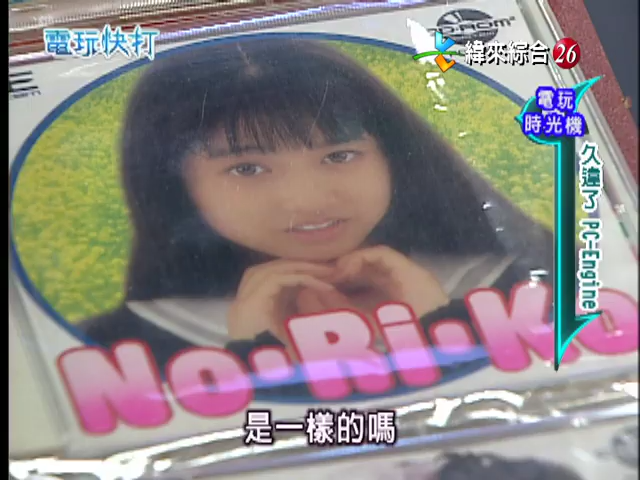 電玩快打
緯來綜合 26
電玩
時光機
久違了 PC-Engine
No・Ri・Ko
是一樣的嗎